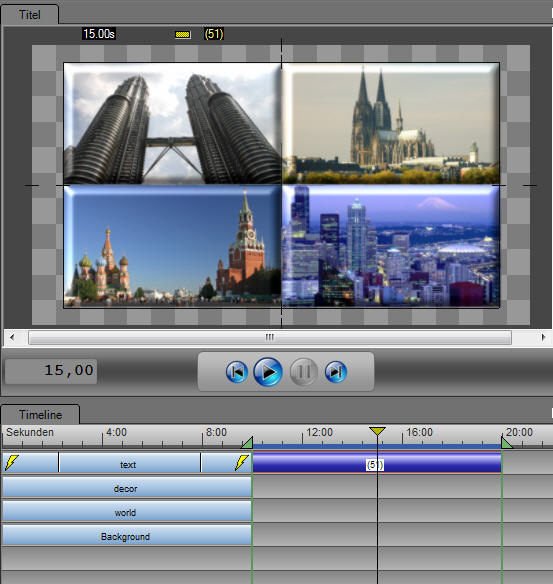 Titel
15.00s (51)
15,00
Timeline
Sekunden 4:00 8:00 12:00 16:00 20:00
text (51)
decor
world
Background